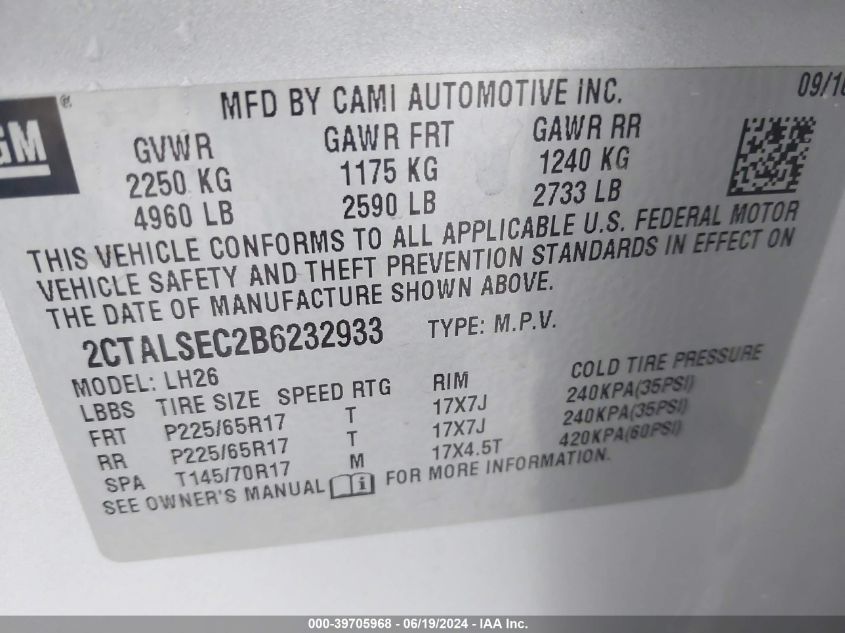 MFD BY CAMI AUTOMOTIVE INC. 09/10
GM ®
GVWR GAWR FRT GAWR RR
2250 KG 1175 KG 1240 KG
4960 LB 2590 LB 2733 LB
THIS VEHICLE CONFORMS TO ALL APPLICABLE U.S. FEDERAL MOTOR
VEHICLE SAFETY AND THEFT PREVENTION STANDARDS IN EFFECT ON
THE DATE OF MANUFACTURE SHOWN ABOVE.
2CTALSEC2B6232933 TYPE: M.P.V.
MODEL: LH26
LBBS TIRE SIZE SPEED RTG RIM COLD TIRE PRESSURE
FRT P225/65R17 T 17X7J 240KPA(35PSI)
RR P225/65R17 T 17X7J 240KPA(35PSI)
SPA T145/70R17 M 17X4.5T 420KPA(60PSI)
SEE OWNER'S MANUAL i FOR MORE INFORMATION.
000-39705968 - 06/19/2024 - IAA Inc.